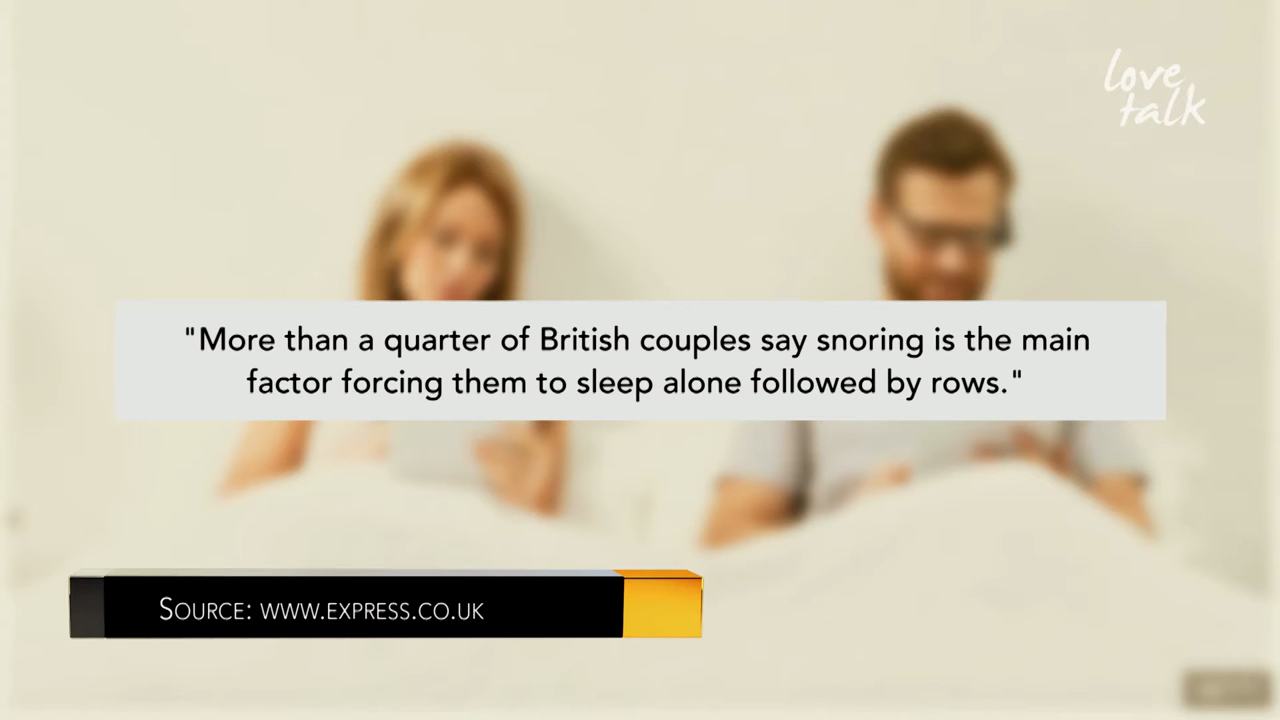 love
talk
"More than a quarter of British couples say snoring is the main
factor forcing them to sleep alone followed by rows."
SOURCE: WWW.EXPRESS.CO.UK